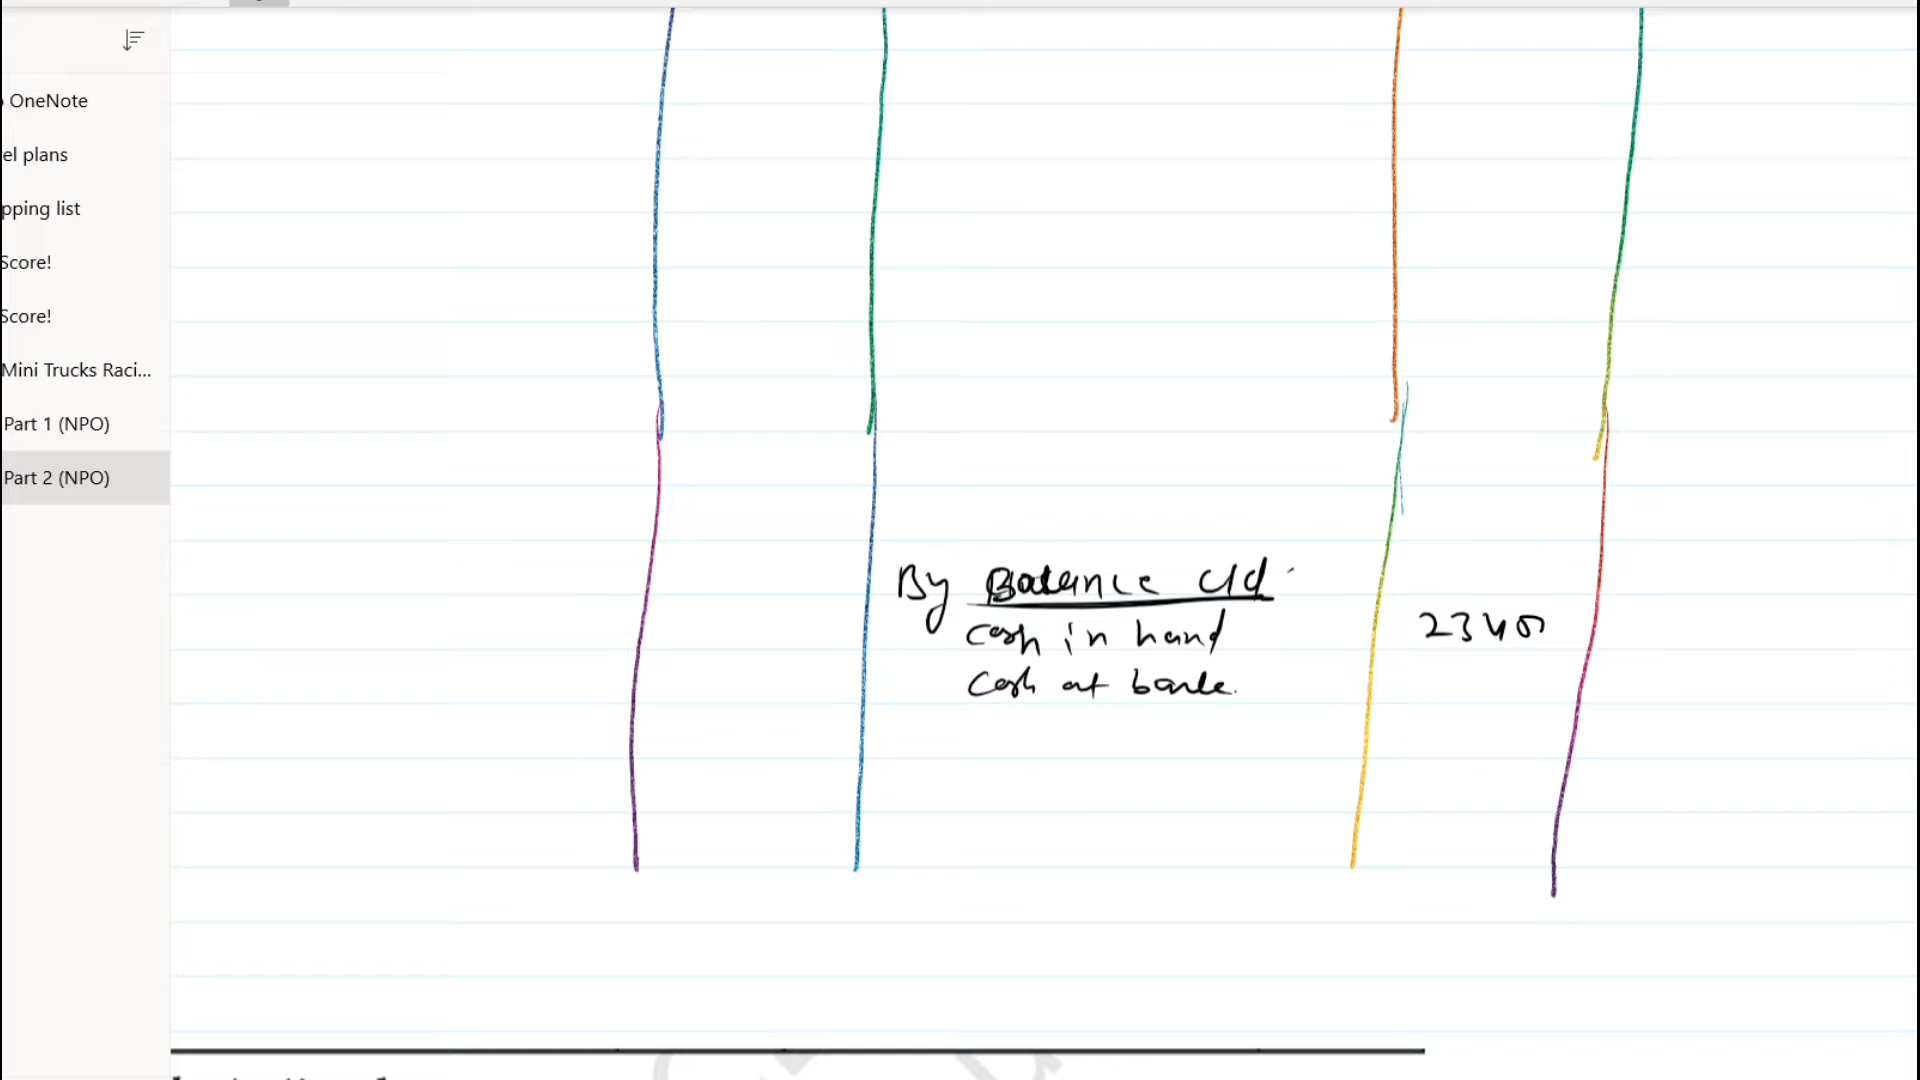 OneNote
el plans
pping list
Score!
Score!
Mini Trucks Raci...
Part 1 (NPO)
Part 2 (NPO)
By Balance c/d
Cash in hand 2340
Cash at bank.